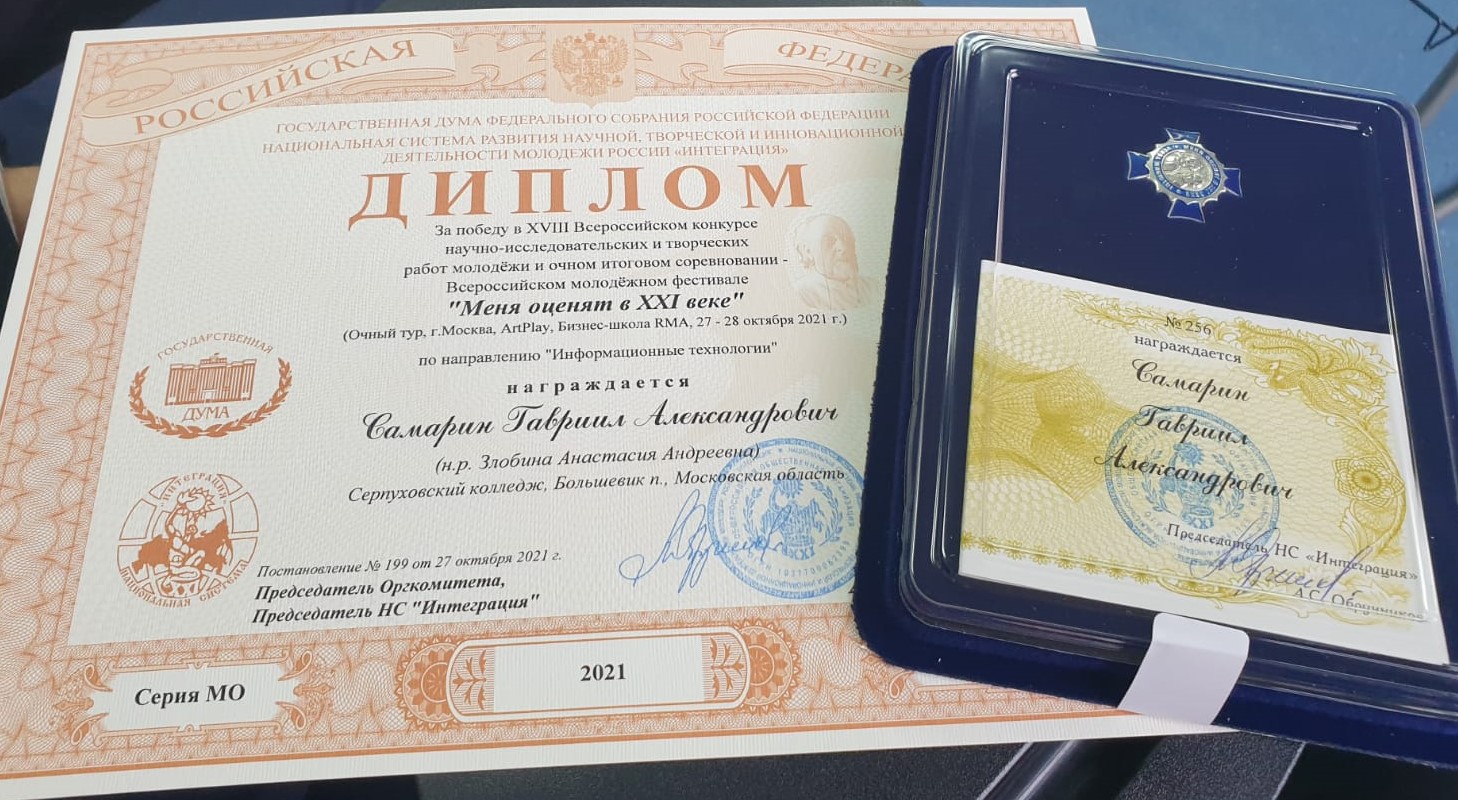 РОССИЙСКАЯ
ФЕДЕРА
ГОСУДАРСТВЕННАЯ ДУМА ФЕДЕРАЛЬНОГО СОБРАНИЯ РОССИЙСКОЙ ФЕДЕРАЦИИ
НАЦИОНАЛЬНАЯ СИСТЕМА РАЗВИТИЯ НАУЧНОЙ, ТВОРЧЕСКОЙ И ИННОВАЦИОННОЙ
ДЕЯТЕЛЬНОСТИ МОЛОДЕЖИ РОССИИ «ИНТЕГРАЦИЯ»
ДИПЛОМ
За победу в XVIII Всероссийском конкурсе
научно-исследовательских и творческих
работ молодёжи и очном итоговом соревновании -
Всероссийском молодёжном фестивале
"Меня оценят в XXI веке"
(Очный тур, г.Москва, ArtPlay, Бизнес-школа RMA, 27 - 28 октября 2021 г.)
по направлению "Информационные технологии"
награждается
Самарин Гавриил Александрович
(н.р. Злобина Анастасия Андреевна)
Серпуховский колледж, Большевик п., Московская область
ГОСУДАРСТВЕННАЯ
ДУМА
ИНТЕГРАЦИЯ
НАЦИОНАЛЬНАЯ СИСТЕМА
XXI
Постановление № 199 от 27 октября 2021 г.
Председатель Оргкомитета,
Председатель НС "Интеграция"
Серия МО
2021
№ 256
награждается
Самарин
Гавриил
Александрович
XXI
Председатель НС «Интеграция»